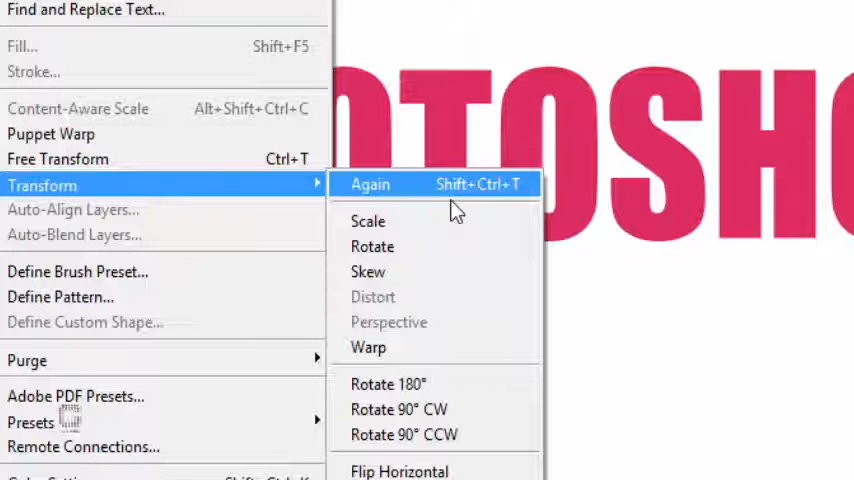 Find and Replace Text...
Fill... Shift+F5
Stroke...
Content-Aware Scale Alt+Shift+Ctrl+C
Puppet Warp
Free Transform Ctrl+T
Transform
Auto-Align Layers...
Auto-Blend Layers...
Define Brush Preset...
Define Pattern...
Define Custom Shape...
Purge
Adobe PDF Presets...
Presets
Remote Connections...
Again Shift+Ctrl+T
Scale
Rotate
Skew
Distort
Perspective
Warp
Rotate 180°
Rotate 90° CW
Rotate 90° CCW
Flip Horizontal
OTOSHO